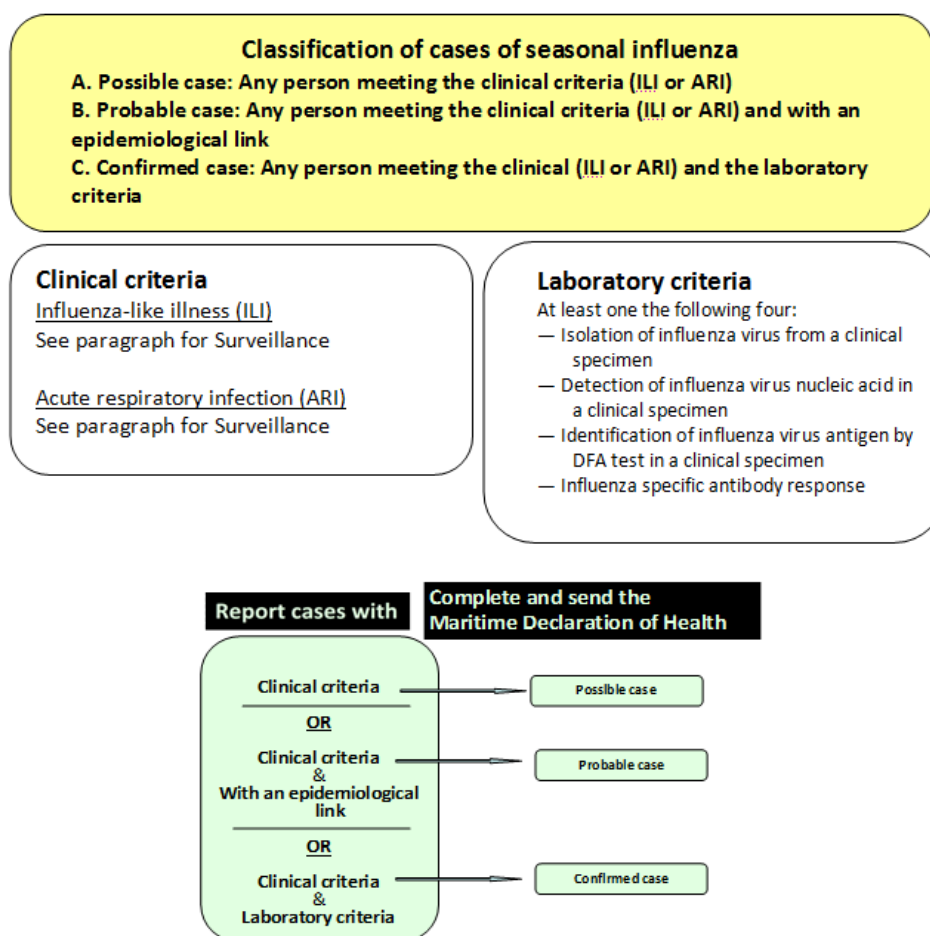 Classification of cases of seasonal influenza
A. Possible case: Any person meeting the clinical criteria (ILI or ARI)
B. Probable case: Any person meeting the clinical criteria (ILI or ARI) and with an
epidemiological link
C. Confirmed case: Any person meeting the clinical (ILI or ARI) and the laboratory
criteria
Clinical criteria
Influenza-like illness (ILI)
See paragraph for Surveillance
Acute respiratory infection (ARI)
See paragraph for Surveillance
Laboratory criteria
At least one the following four:
— Isolation of influenza virus from a clinical
specimen
— Detection of influenza virus nucleic acid in
a clinical specimen
— Identification of influenza virus antigen by
DFA test in a clinical specimen
— Influenza specific antibody response
Report cases with
Complete and send the
Maritime Declaration of Health
Clinical criteria
Possible case
OR
Clinical criteria
&
With an epidemiological
link
Probable case
OR
Clinical criteria
&
Laboratory criteria
Confirmed case